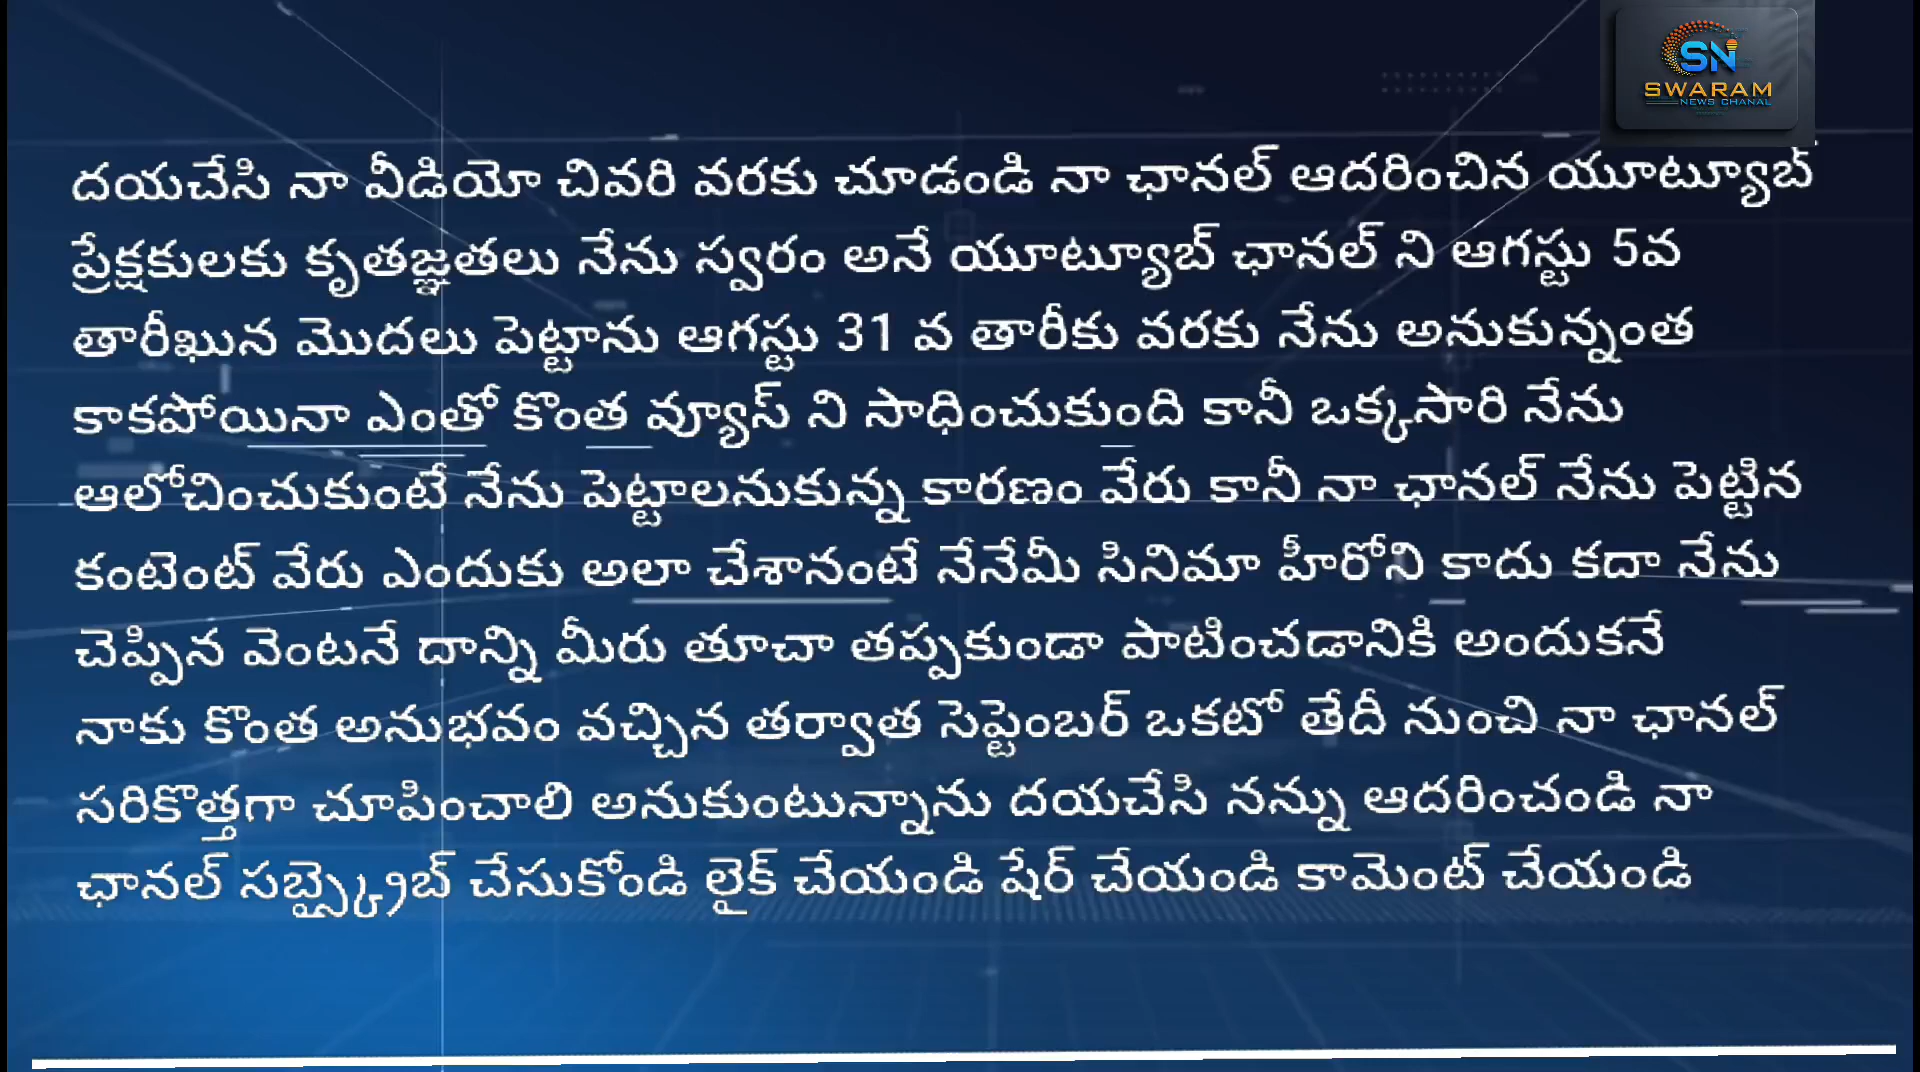 SN
SWARAM
NEWS CHANAL
దయచేసి నా వీడియో చివరి వరకు చూడండి నా ఛానల్ ఆదరించిన యూట్యూబ్
ప్రేక్షకులకు కృతజ్ఞతలు నేను స్వరం అనే యూట్యూబ్ ఛానల్ ని ఆగస్టు 5వ
తారీఖున మొదలు పెట్టాను ఆగస్టు 31 వ తారీకు వరకు నేను అనుకున్నంత
కాకపోయినా ఎంతో కొంత వ్యూస్ ని సాధించుకుంది కానీ ఒక్కసారి నేను
ఆలోచించుకుంటే నేను పెట్టాలనుకున్న కారణం వేరు కానీ నా ఛానల్ నేను పెట్టిన
కంటెంట్ వేరు ఎందుకు అలా చేశానంటే నేనేమీ సినిమా హీరోని కాదు కదా నేను
చెప్పిన వెంటనే దాన్ని మీరు తూచా తప్పకుండా పాటించడానికి అందుకనే
నాకు కొంత అనుభవం వచ్చిన తర్వాత సెప్టెంబర్ ఒకటో తేదీ నుంచి నా ఛానల్
సరికొత్తగా చూపించాలి అనుకుంటున్నాను దయచేసి నన్ను ఆదరించండి నా
ఛానల్ సబ్స్క్రైబ్ చేసుకోండి లైక్ చేయండి షేర్ చేయండి కామెంట్ చేయండి